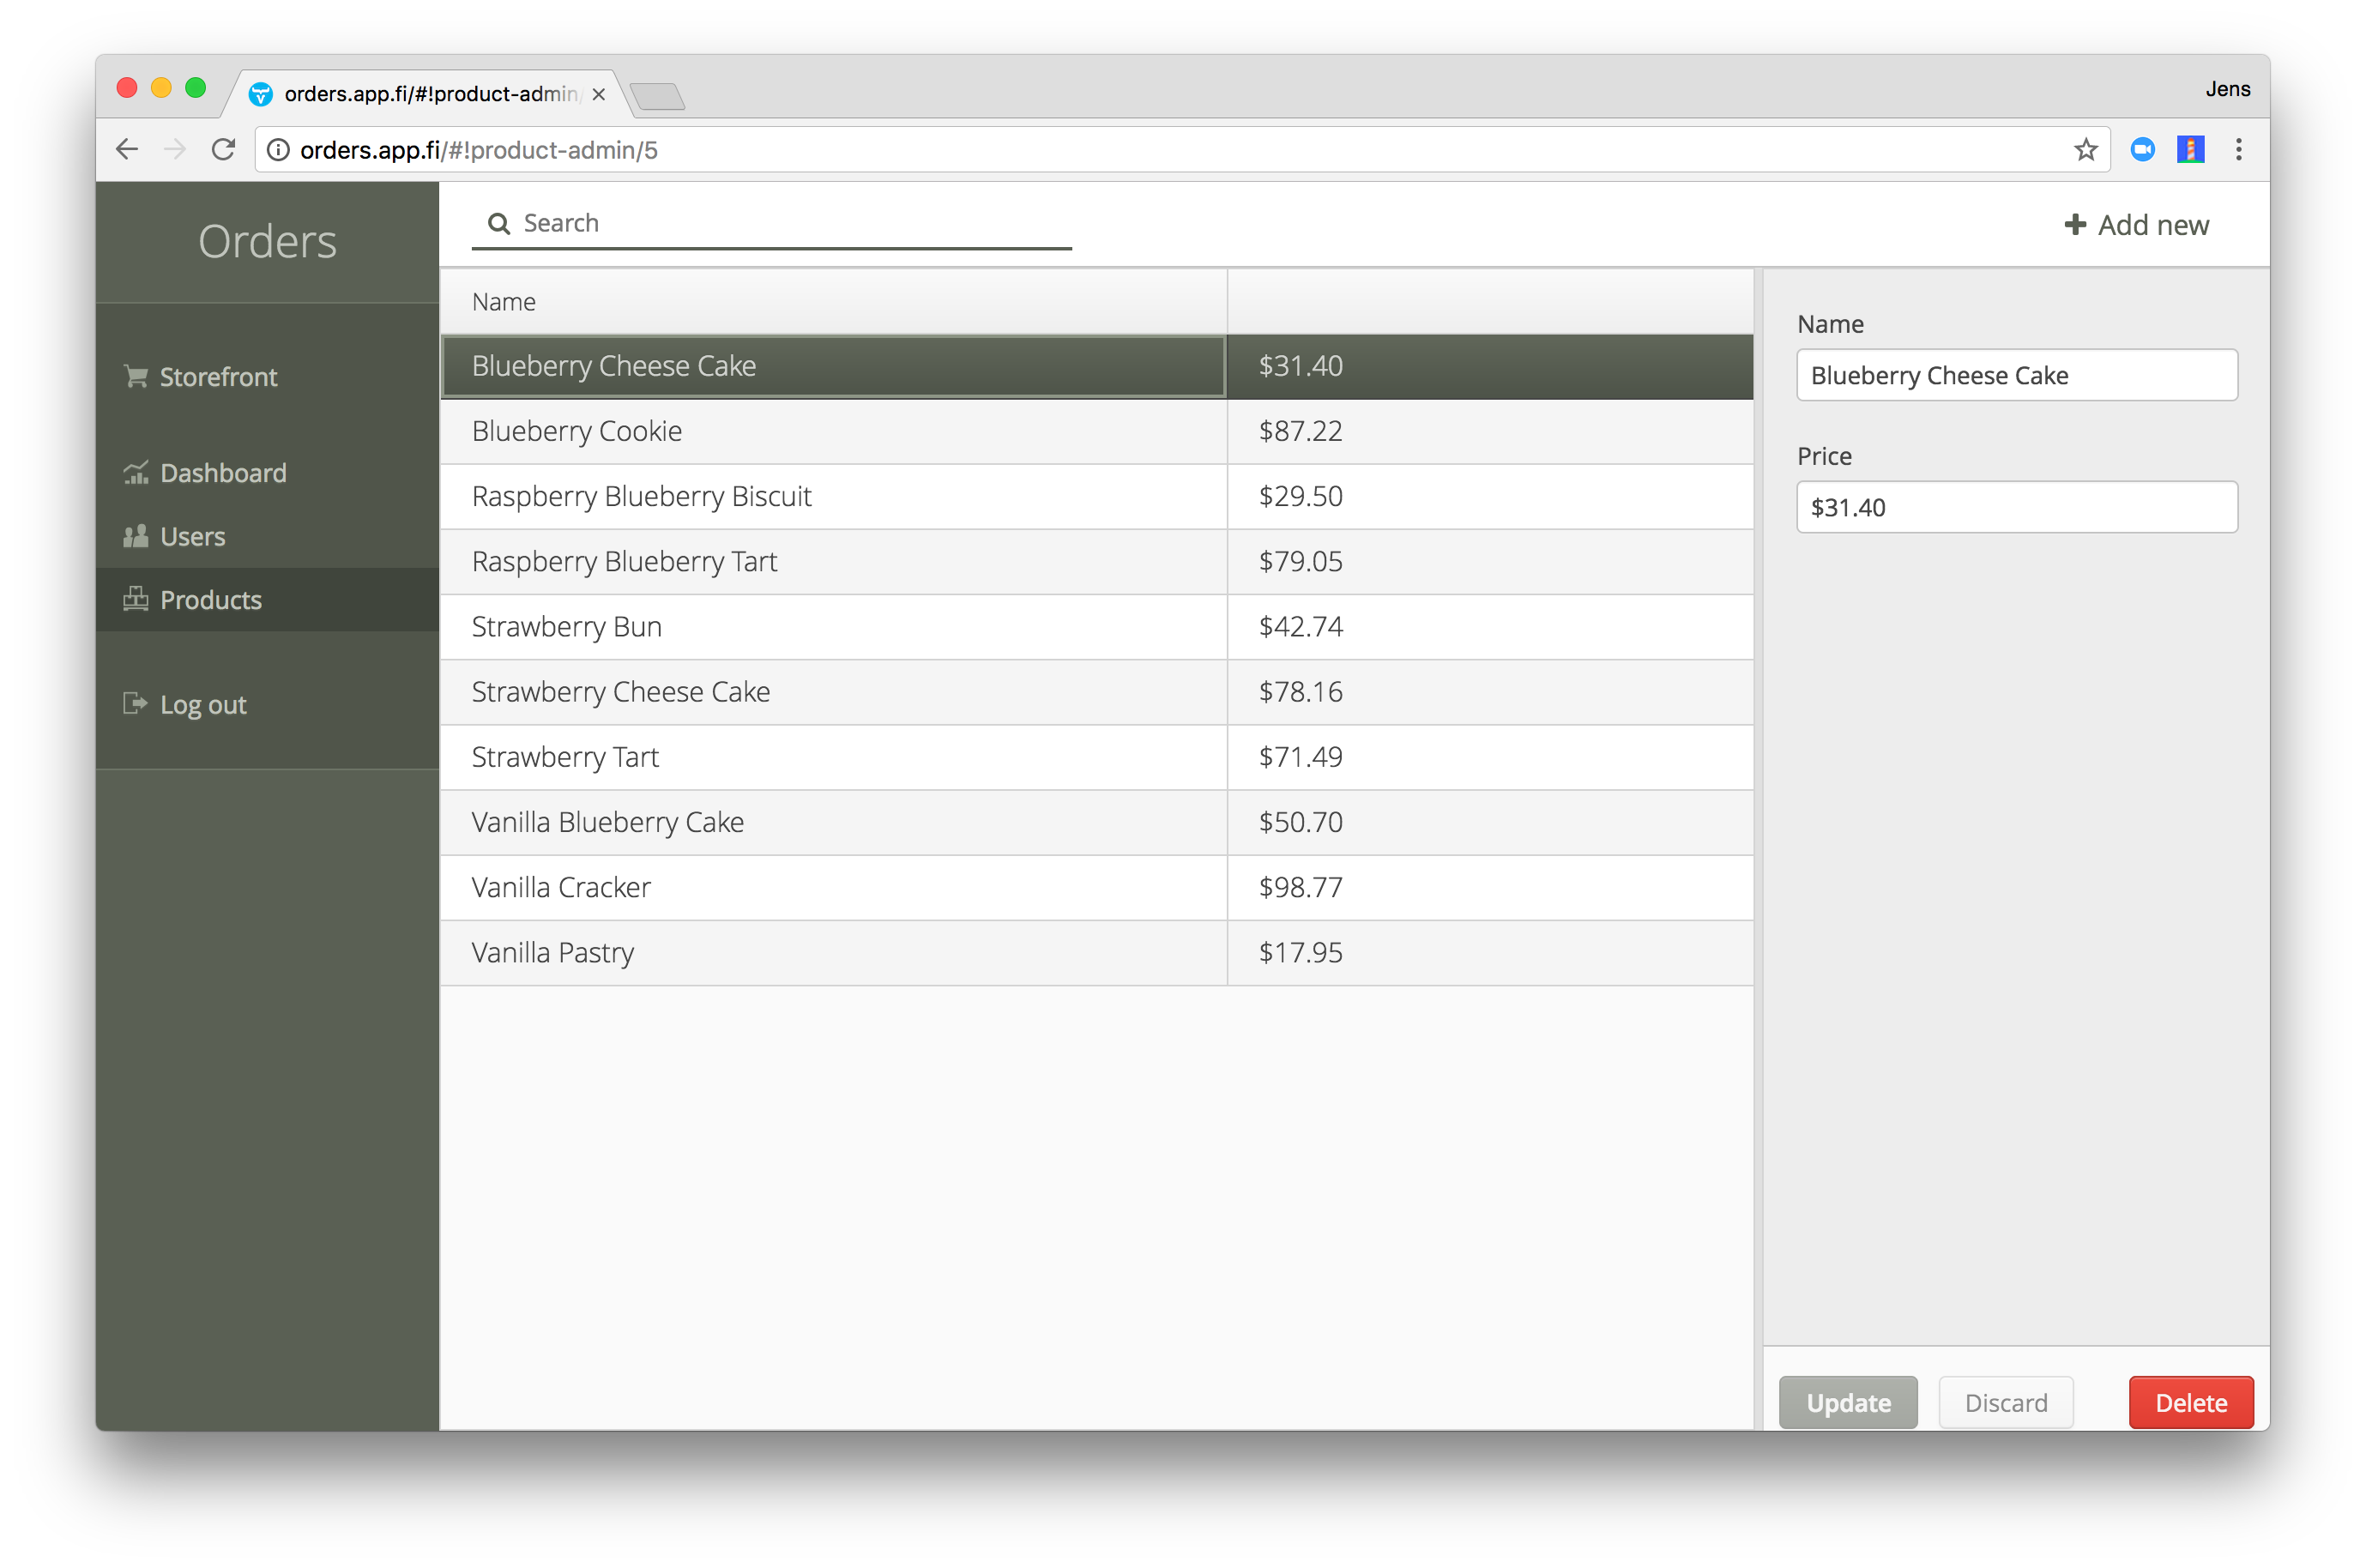 orders.app.fi/#!product-admin/
Jens
orders.app.fi/#!product-admin/5
Orders
Storefront
Dashboard
Users
Products
Log out
Search
Add new
Name
Blueberry Cheese Cake $31.40
Blueberry Cookie $87.22
Raspberry Blueberry Biscuit $29.50
Raspberry Blueberry Tart $79.05
Strawberry Bun $42.74
Strawberry Cheese Cake $78.16
Strawberry Tart $71.49
Vanilla Blueberry Cake $50.70
Vanilla Cracker $98.77
Vanilla Pastry $17.95
Name
Blueberry Cheese Cake
Price
$31.40
Update Discard Delete